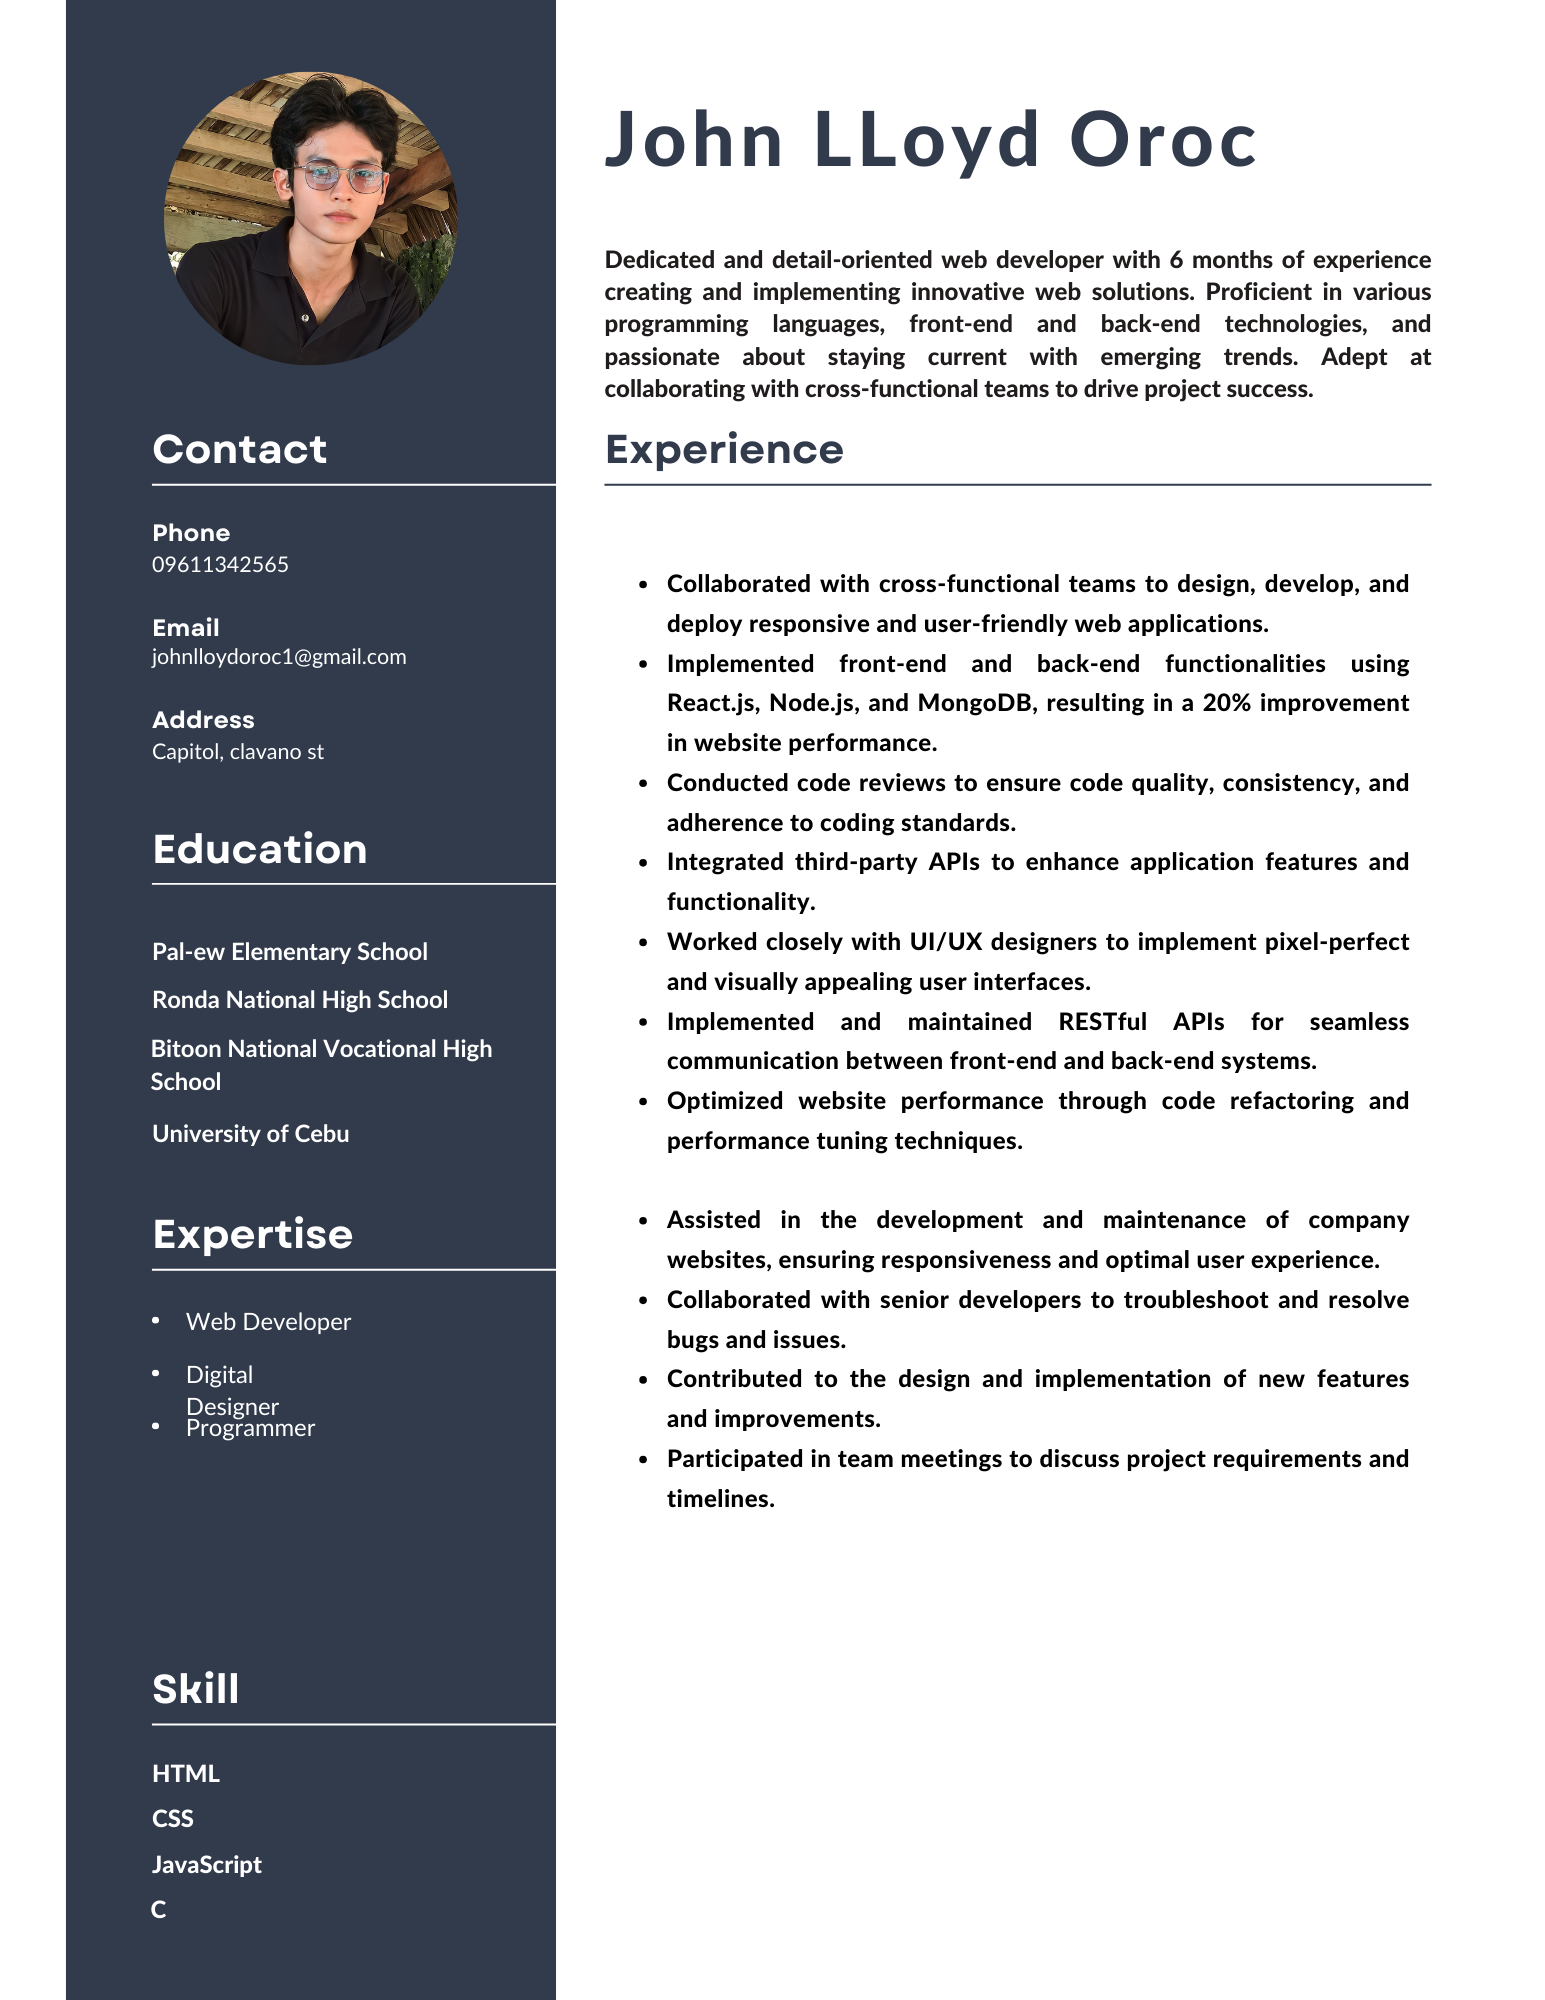 John LLoyd Oroc
Dedicated and detail-oriented web developer with 6 months of experience
creating and implementing innovative web solutions. Proficient in various
programming languages, front-end and back-end technologies, and
passionate about staying current with emerging trends. Adept at
collaborating with cross-functional teams to drive project success.
Contact
Phone
09611342565
Email
johnlloydoroc1@gmail.com
Address
Capitol, clavano st
Education
Pal-ew Elementary School
Ronda National High School
Bitoon National Vocational High
School
University of Cebu
Expertise
• Web Developer
• Digital
Designer
• Programmer
Skill
HTML
CSS
JavaScript
C
Experience
• Collaborated with cross-functional teams to design, develop, and
deploy responsive and user-friendly web applications.
• Implemented front-end and back-end functionalities using
React.js, Node.js, and MongoDB, resulting in a 20% improvement
in website performance.
• Conducted code reviews to ensure code quality, consistency, and
adherence to coding standards.
• Integrated third-party APIs to enhance application features and
functionality.
• Worked closely with UI/UX designers to implement pixel-perfect
and visually appealing user interfaces.
• Implemented and maintained RESTful APIs for seamless
communication between front-end and back-end systems.
• Optimized website performance through code refactoring and
performance tuning techniques.
• Assisted in the development and maintenance of company
websites, ensuring responsiveness and optimal user experience.
• Collaborated with senior developers to troubleshoot and resolve
bugs and issues.
• Contributed to the design and implementation of new features
and improvements.
• Participated in team meetings to discuss project requirements and
timelines.